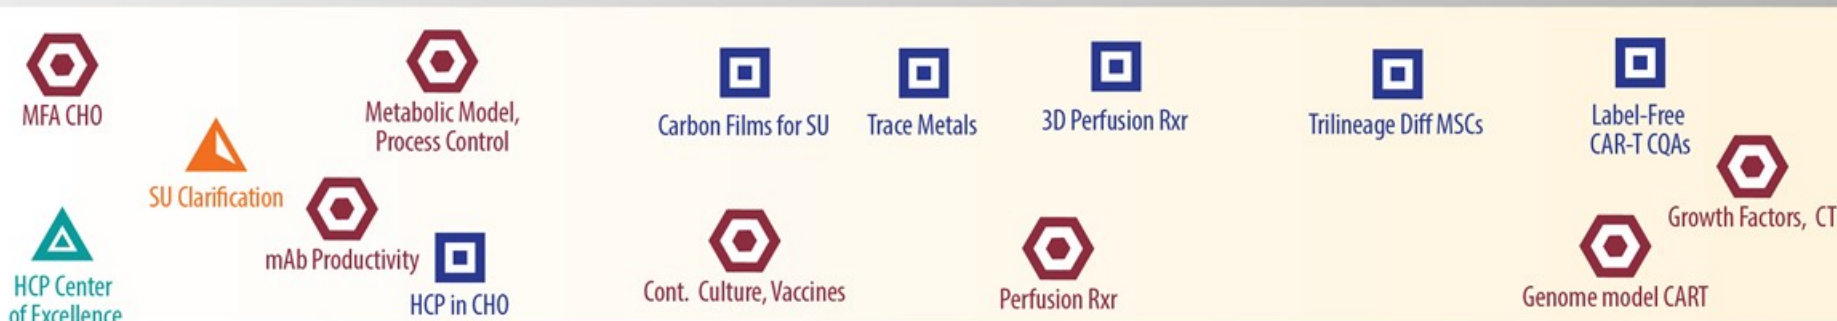 MFA CHO
Metabolic Model,
Process Control
Carbon Films for SU
Trace Metals
3D Perfusion Rxr
Trilineage Diff MSCs
Label-Free
CAR-T CQAs
SU Clarification
mAb Productivity
Growth Factors, CT
HCP Center
of Excellence
HCP in CHO
Cont. Culture, Vaccines
Perfusion Rxr
Genome model CART